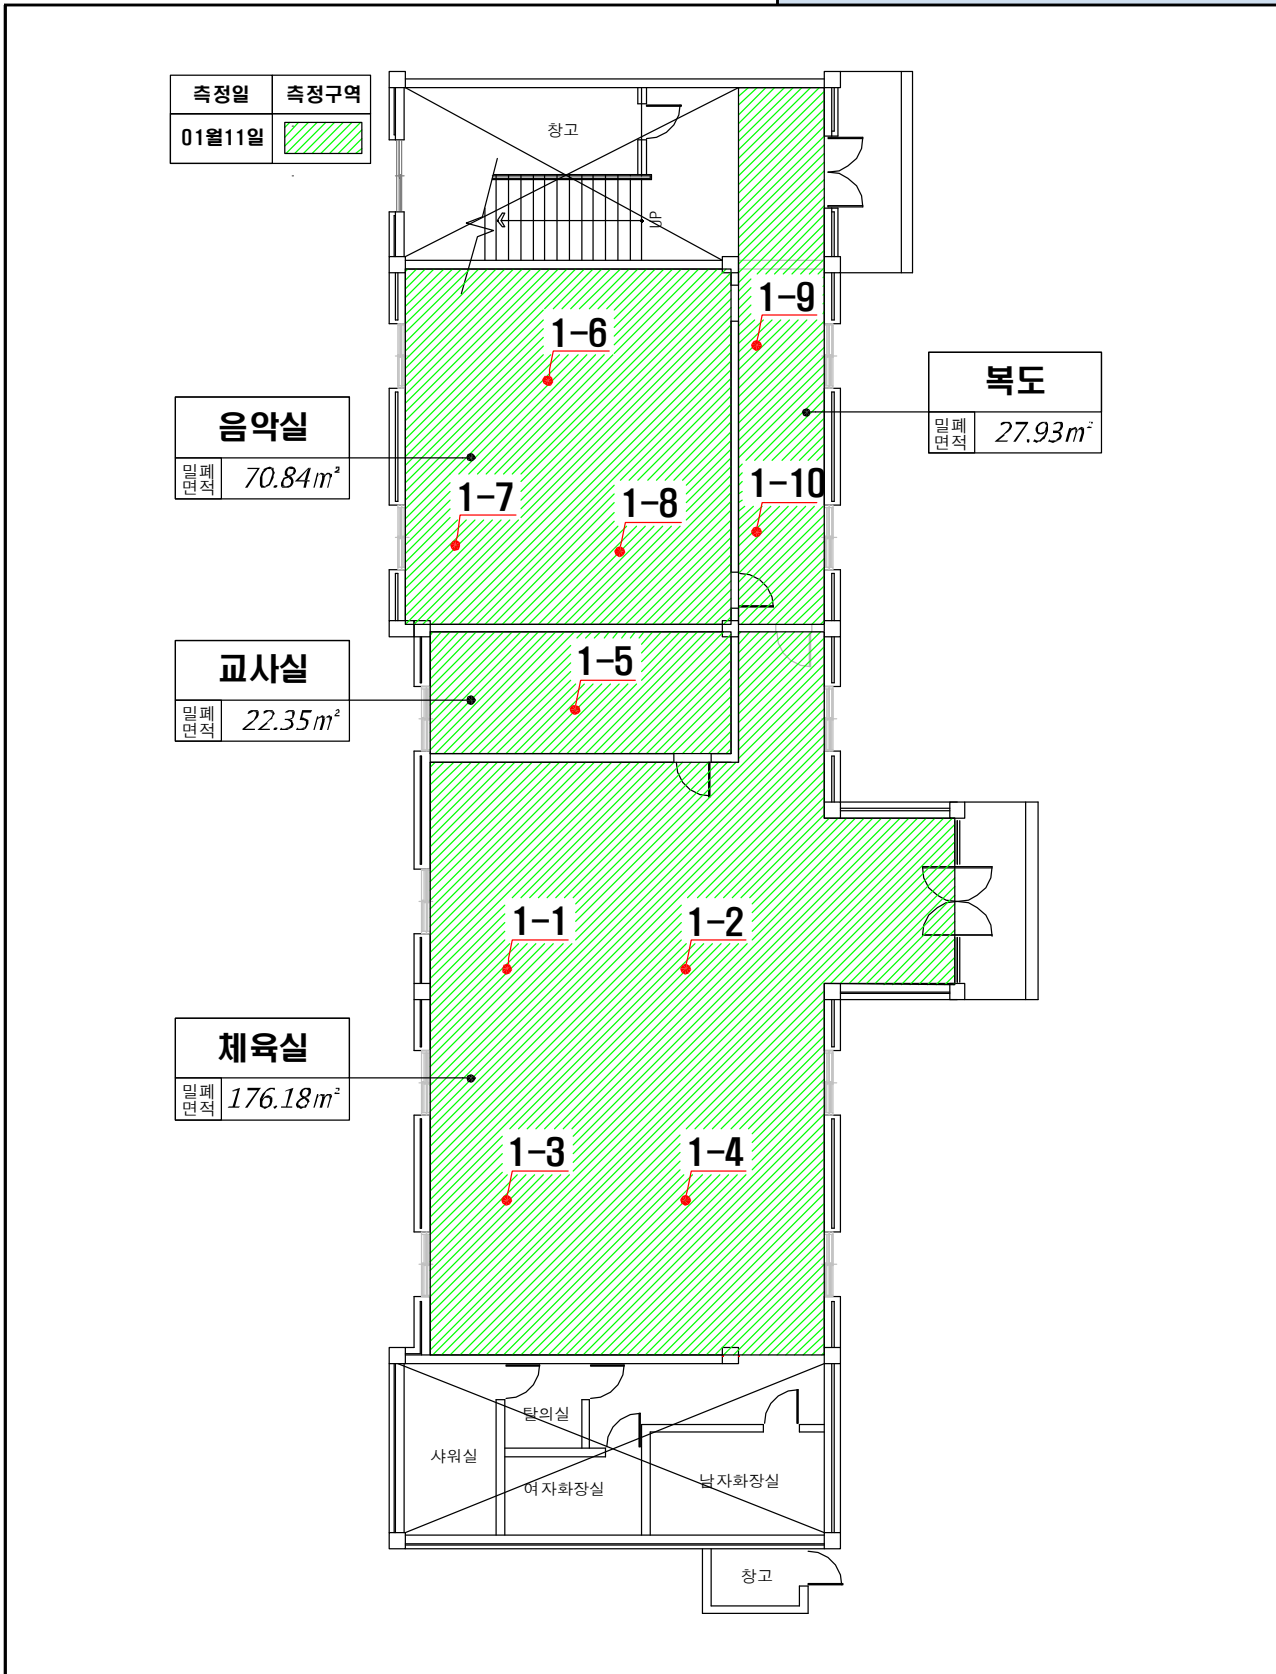 측정일 측정구역
01월11일
창고
UP
1-9
1-6
복도
밀폐면적 27.93m²
음악실
밀폐면적 70.84m²
1-7
1-8
1-10
교사실
밀폐면적 22.35m²
1-5
1-1
1-2
체육실
밀폐면적 176.18m²
1-3
1-4
탈의실
샤워실
여자화장실
남자화장실
창고